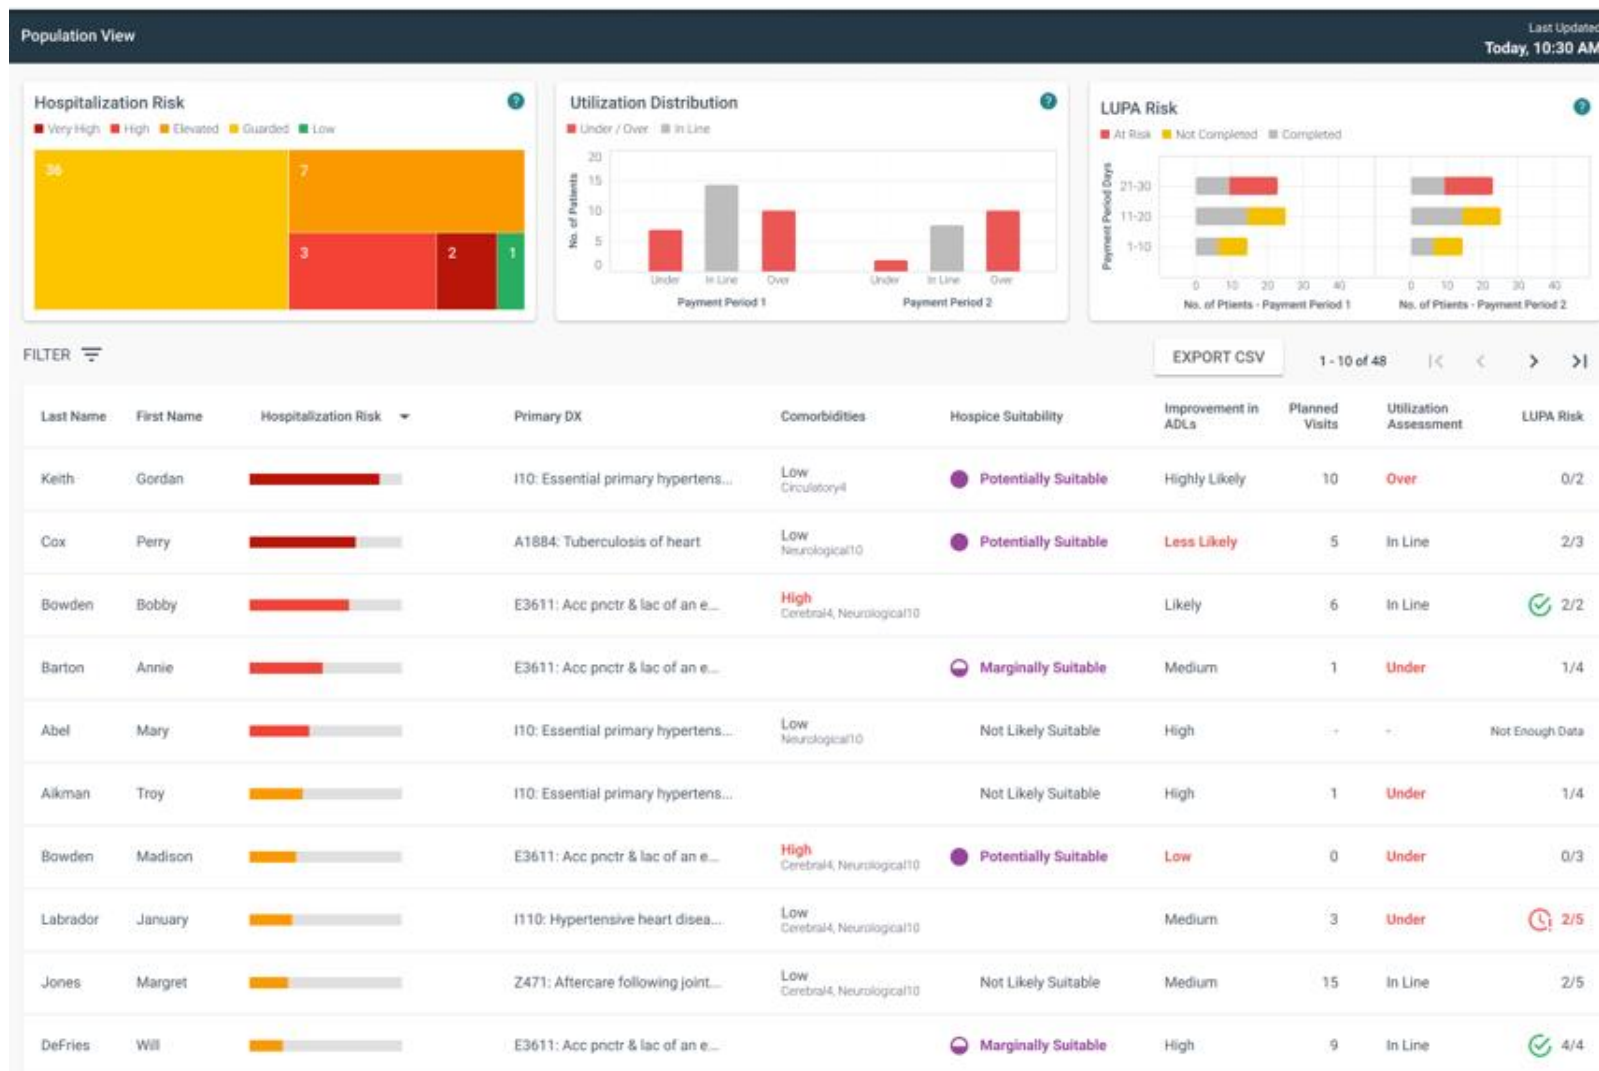 Population View
Last Updated
Today, 10:30 AM
Hospitalization Risk
Very High High Elevated Guarded Low
36
7
3
2
1
Utilization Distribution
Under / Over In Line
No. of Patients
20
15
10
5
0
Under In Line Over Under In Line Over
Payment Period 1 Payment Period 2
LUPA Risk
At Risk Not Completed Completed
Payment Period Days
21-30
11-20
1-10
0 10 20 30 40 0 10 20 30 40
No. of Ptients - Payment Period 1 No. of Ptients - Payment Period 2
FILTER
EXPORT CSV 1 - 10 of 48
Last Name First Name Hospitalization Risk Primary DX Comorbidities Hospice Suitability Improvement in ADLs Planned Visits Utilization Assessment LUPA Risk
Keith Gordan I10: Essential primary hypertens... Low Potentially Suitable Highly Likely 10 Over 0/2
Circulatory4
Cox Perry A1884: Tuberculosis of heart Low Potentially Suitable Less Likely 5 In Line 2/3
Neurological10
Bowden Bobby E3611: Acc pnctr & lac of an e... High Likely 6 In Line 2/2
Cerebral4, Neurological10
Barton Annie E3611: Acc pnctr & lac of an e... Marginally Suitable Medium 1 Under 1/4
Abel Mary I10: Essential primary hypertens... Low Not Likely Suitable High - - Not Enough Data
Neurological10
Aikman Troy I10: Essential primary hypertens... Not Likely Suitable High 1 Under 1/4
Bowden Madison E3611: Acc pnctr & lac of an e... High Potentially Suitable Low 0 Under 0/3
Cerebral4, Neurological10
Labrador January I110: Hypertensive heart disea... Low Medium 3 Under 2/5
Cerebral4, Neurological10
Jones Margret Z471: Aftercare following joint... Low Not Likely Suitable Medium 15 In Line 2/5
Cerebral4, Neurological10
DeFries Will E3611: Acc pnctr & lac of an e... Marginally Suitable High 9 In Line 4/4